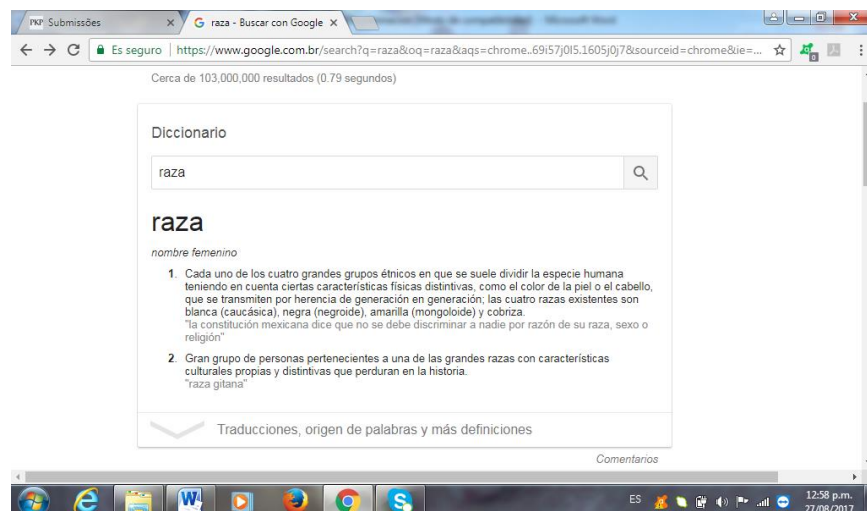 Submissões
raza - Buscar con Google
Es seguro | https://www.google.com.br/search?q=raza&oq=raza&aqs=chrome..69i57j0l5.1605j0j7&sourceid=chrome&ie=...
Cerca de 103,000,000 resultados (0.79 segundos)
Diccionario
raza
raza
nombre femenino
1. Cada uno de los cuatro grandes grupos étnicos en que se suele dividir la especie humana
teniendo en cuenta ciertas características físicas distintivas, como el color de la piel o el cabello,
que se transmiten por herencia de generación en generación; las cuatro razas existentes son
blanca (caucásica), negra (negroide), amarilla (mongoloide) y cobriza.
"la constitución mexicana dice que no se debe discriminar a nadie por razón de su raza, sexo o
religión"
2. Gran grupo de personas pertenecientes a una de las grandes razas con características
culturales propias y distintivas que perduran en la historia.
"raza gitana"
Traducciones, origen de palabras y más definiciones
Comentarios
ES 12:58 p.m.
27/08/2017